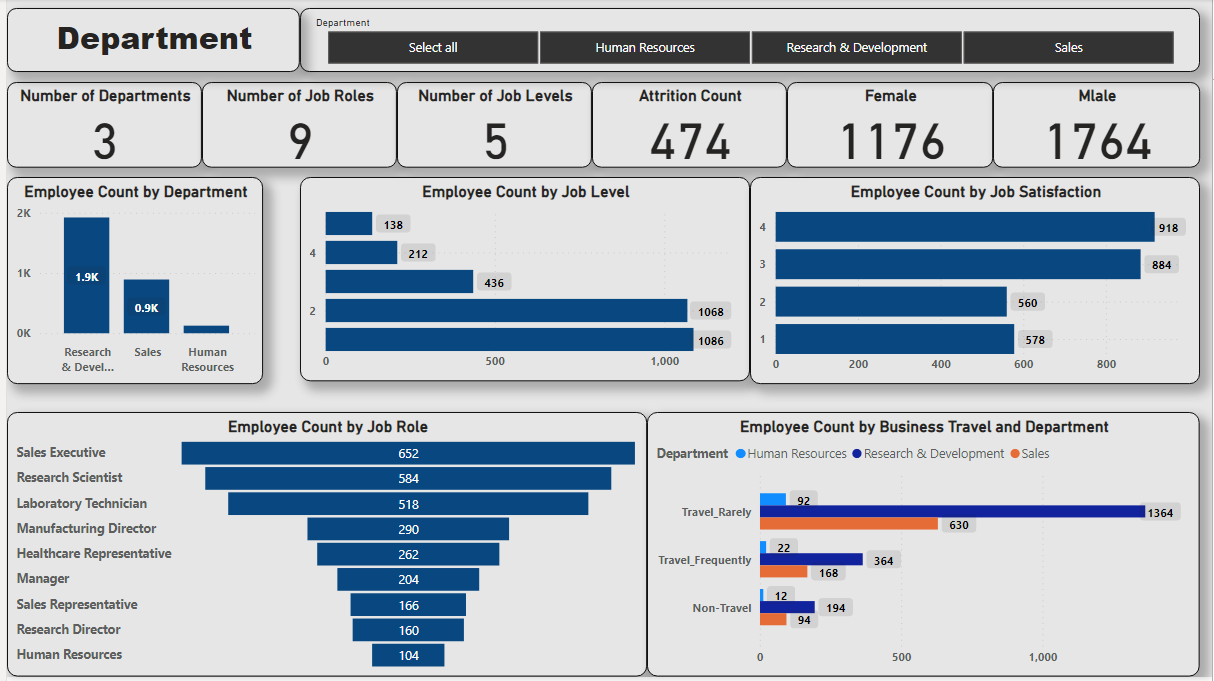 Department
Department
Select all
Human Resources
Research & Development
Sales
Number of Departments
3
Number of Job Roles
9
Number of Job Levels
5
Attrition Count
474
Female
1176
Mlale
1764
Employee Count by Department
2K
1K
0K
1.9K
0.9K
Research
& Devel...
Sales
Human
Resources
Employee Count by Job Level
138
4
212
436
2
1068
1086
0
500
1,000
Employee Count by Job Satisfaction
4
918
3
884
2
560
1
578
0
200
400
600
800
Employee Count by Job Role
Sales Executive
652
Research Scientist
584
Laboratory Technician
518
Manufacturing Director
290
Healthcare Representative
262
Manager
204
Sales Representative
166
Research Director
160
Human Resources
104
Employee Count by Business Travel and Department
Department Human Resources Research & Development Sales
Travel_Rarely
92
1364
630
Travel_Frequently
22
364
168
Non-Travel
12
194
94
0
500
1,000